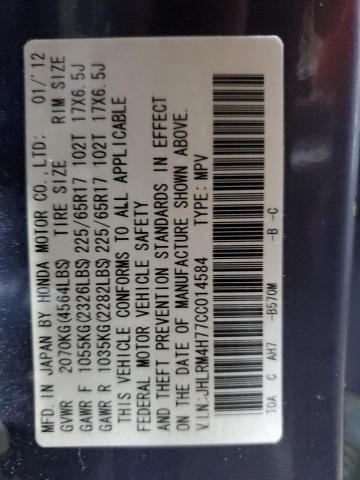 MFD. IN JAPAN BY HONDA MOTOR CO.,LTD; 01/'12
GVWR 2070KG(4564LBS) TIRE SIZE RIM SIZE
GAWR F 1055KG(2326LBS) 225/65R17 102T 17X6.5J
GAWR R 1035KG(2282LBS) 225/65R17 102T 17X6.5J
THIS VEHICLE CONFORMS TO ALL APPLICABLE
FEDERAL MOTOR VEHICLE SAFETY
AND THEFT PREVENTION STANDARDS IN EFFECT
ON THE DATE OF MANUFACTURE SHOWN ABOVE.
V.I.N.:JHLRM4H77CC014584 TYPE: MPV
TOA C AH7 -B570M -B -C